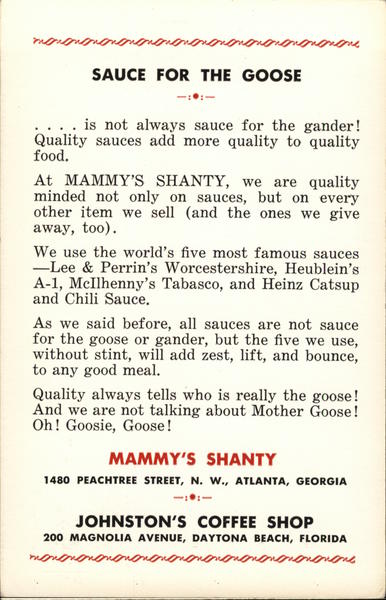 SAUCE FOR THE GOOSE
. . . . is not always sauce for the gander!
Quality sauces add more quality to quality
food.
At MAMMY'S SHANTY, we are quality
minded not only on sauces, but on every
other item we sell (and the ones we give
away, too).
We use the world's five most famous sauces
—Lee & Perrin's Worcestershire, Heublein's
A-1, McIlhenny's Tabasco, and Heinz Catsup
and Chili Sauce.
As we said before, all sauces are not sauce
for the goose or gander, but the five we use,
without stint, will add zest, lift, and bounce,
to any good meal.
Quality always tells who is really the goose!
And we are not talking about Mother Goose!
Oh! Goosie, Goose!
MAMMY'S SHANTY
1480 PEACHTREE STREET, N. W., ATLANTA, GEORGIA
JOHNSTON'S COFFEE SHOP
200 MAGNOLIA AVENUE, DAYTONA BEACH, FLORIDA